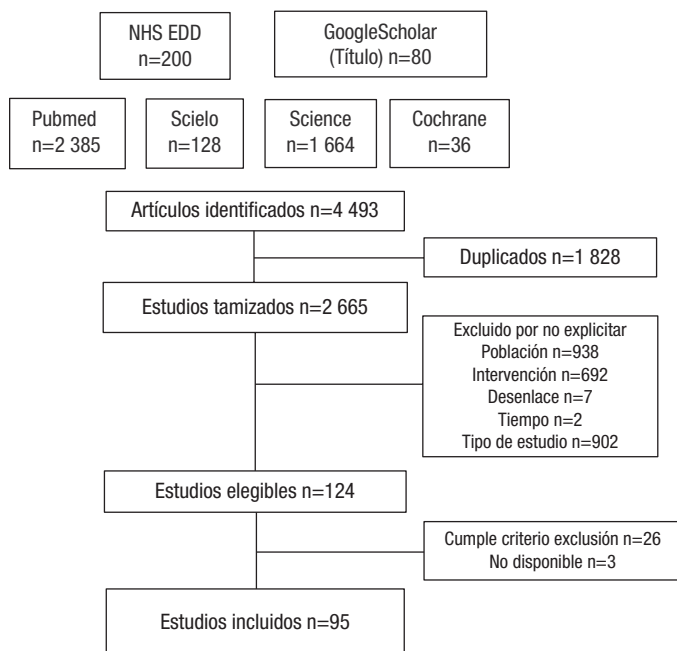 NHS EDD
n=200
GoogleScholar
(Título) n=80
Pubmed
n=2 385
Scielo
n=128
Science
n=1 664
Cochrane
n=36
Artículos identificados n=4 493
Duplicados n=1 828
Estudios tamizados n=2 665
Excluido por no explicitar
Población n=938
Intervención n=692
Desenlace n=7
Tiempo n=2
Tipo de estudio n=902
Estudios elegibles n=124
Cumple criterio exclusión n=26
No disponible n=3
Estudios incluidos n=95